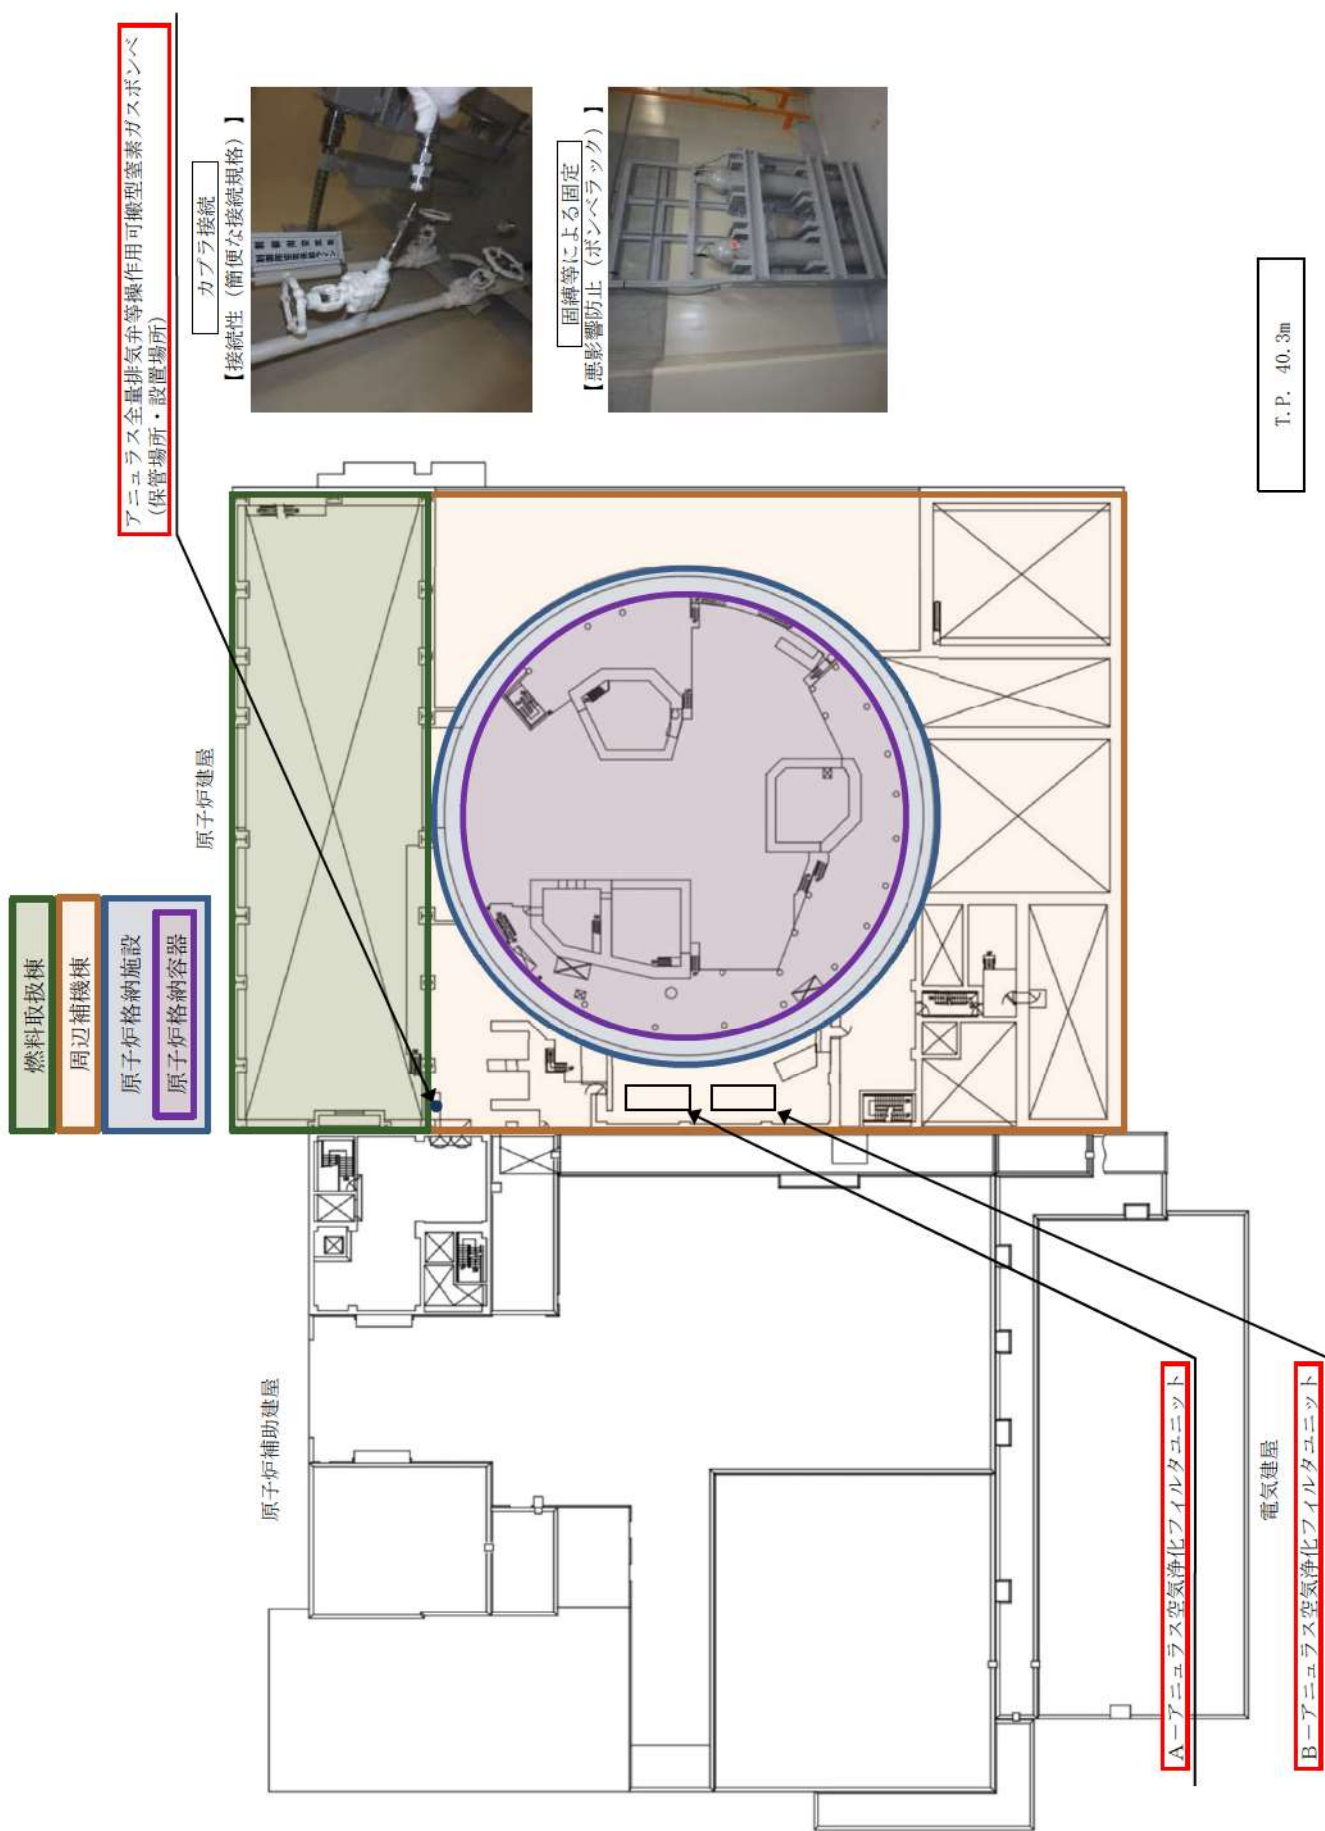 燃料取扱棟
周辺補機棟
原子炉格納施設
原子炉格納容器
アニュラス全量排気弁等操作用可搬型窒素ガスボンベ
(保管場所・設置場所)
原子炉建屋
カプラ接続
【接続性（簡便な接続規格）】
固縛等による固定
【悪影響防止（ボンベラック）】
原子炉補助建屋
A－アニュラス空気浄化フィルタユニット
電気建屋
B－アニュラス空気浄化フィルタユニット
T.P. 40.3m